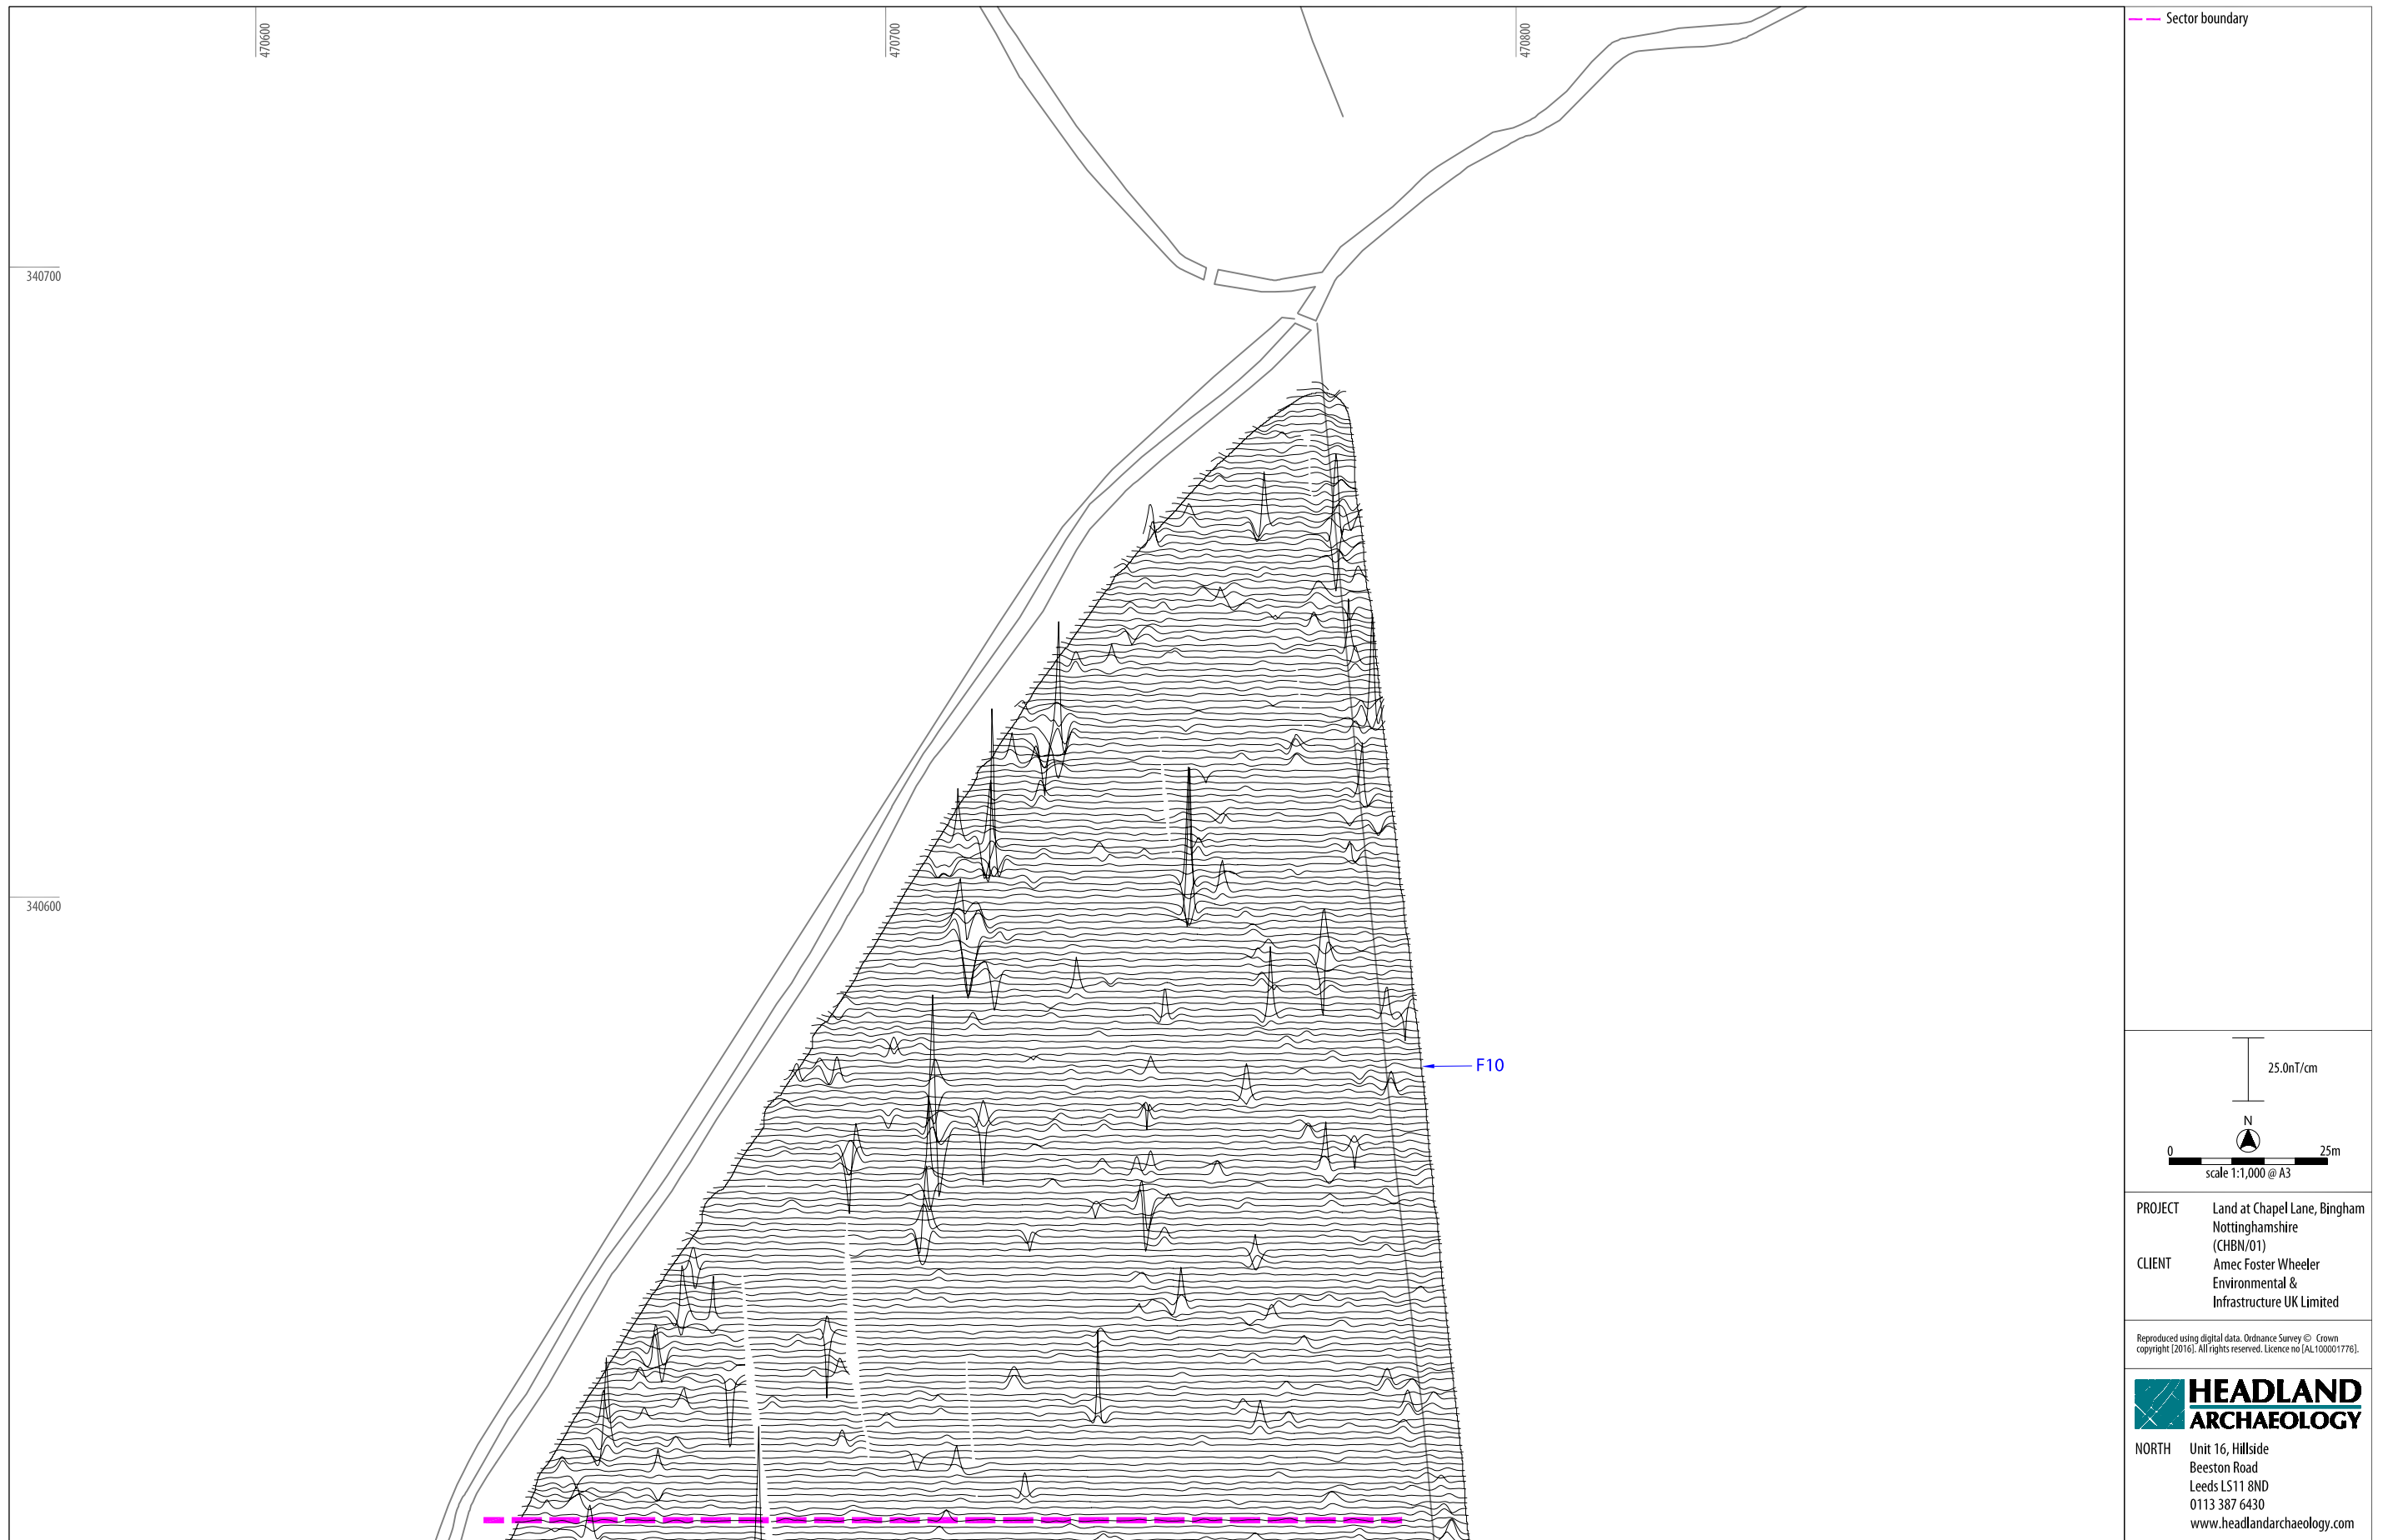 470600
470700
470800
Sector boundary
340700
340600
F10
25.0nT/cm
N
0 25m
scale 1:1,000 @ A3
PROJECT Land at Chapel Lane, Bingham
Nottinghamshire
(CHBN/01)
CLIENT Amec Foster Wheeler
Environmental &
Infrastructure UK Limited
Reproduced using digital data. Ordnance Survey © Crown
copyright [2016]. All rights reserved. Licence no [AL100001776].
HEADLAND
ARCHAEOLOGY
NORTH Unit 16, Hillside
Beeston Road
Leeds LS11 8ND
0113 387 6430
www.headlandarchaeology.com